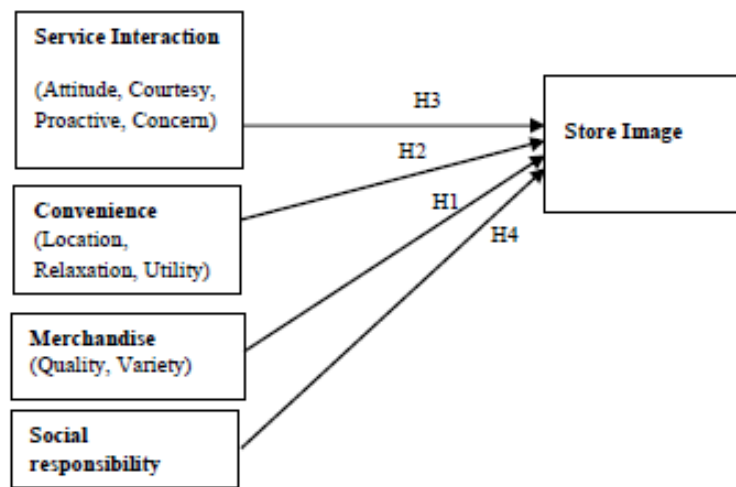 Service Interaction
(Attitude, Courtesy,
Proactive, Concern)
H3
Store Image
H2
Convenience
(Location,
Relaxation, Utility)
H1
H4
Merchandise
(Quality, Variety)
Social
responsibility